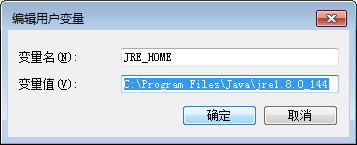 编辑用户变量
变量名(N): JRE_HOME
变量值(V): C:\Program Files\Java\jre1.8.0_144
确定 取消